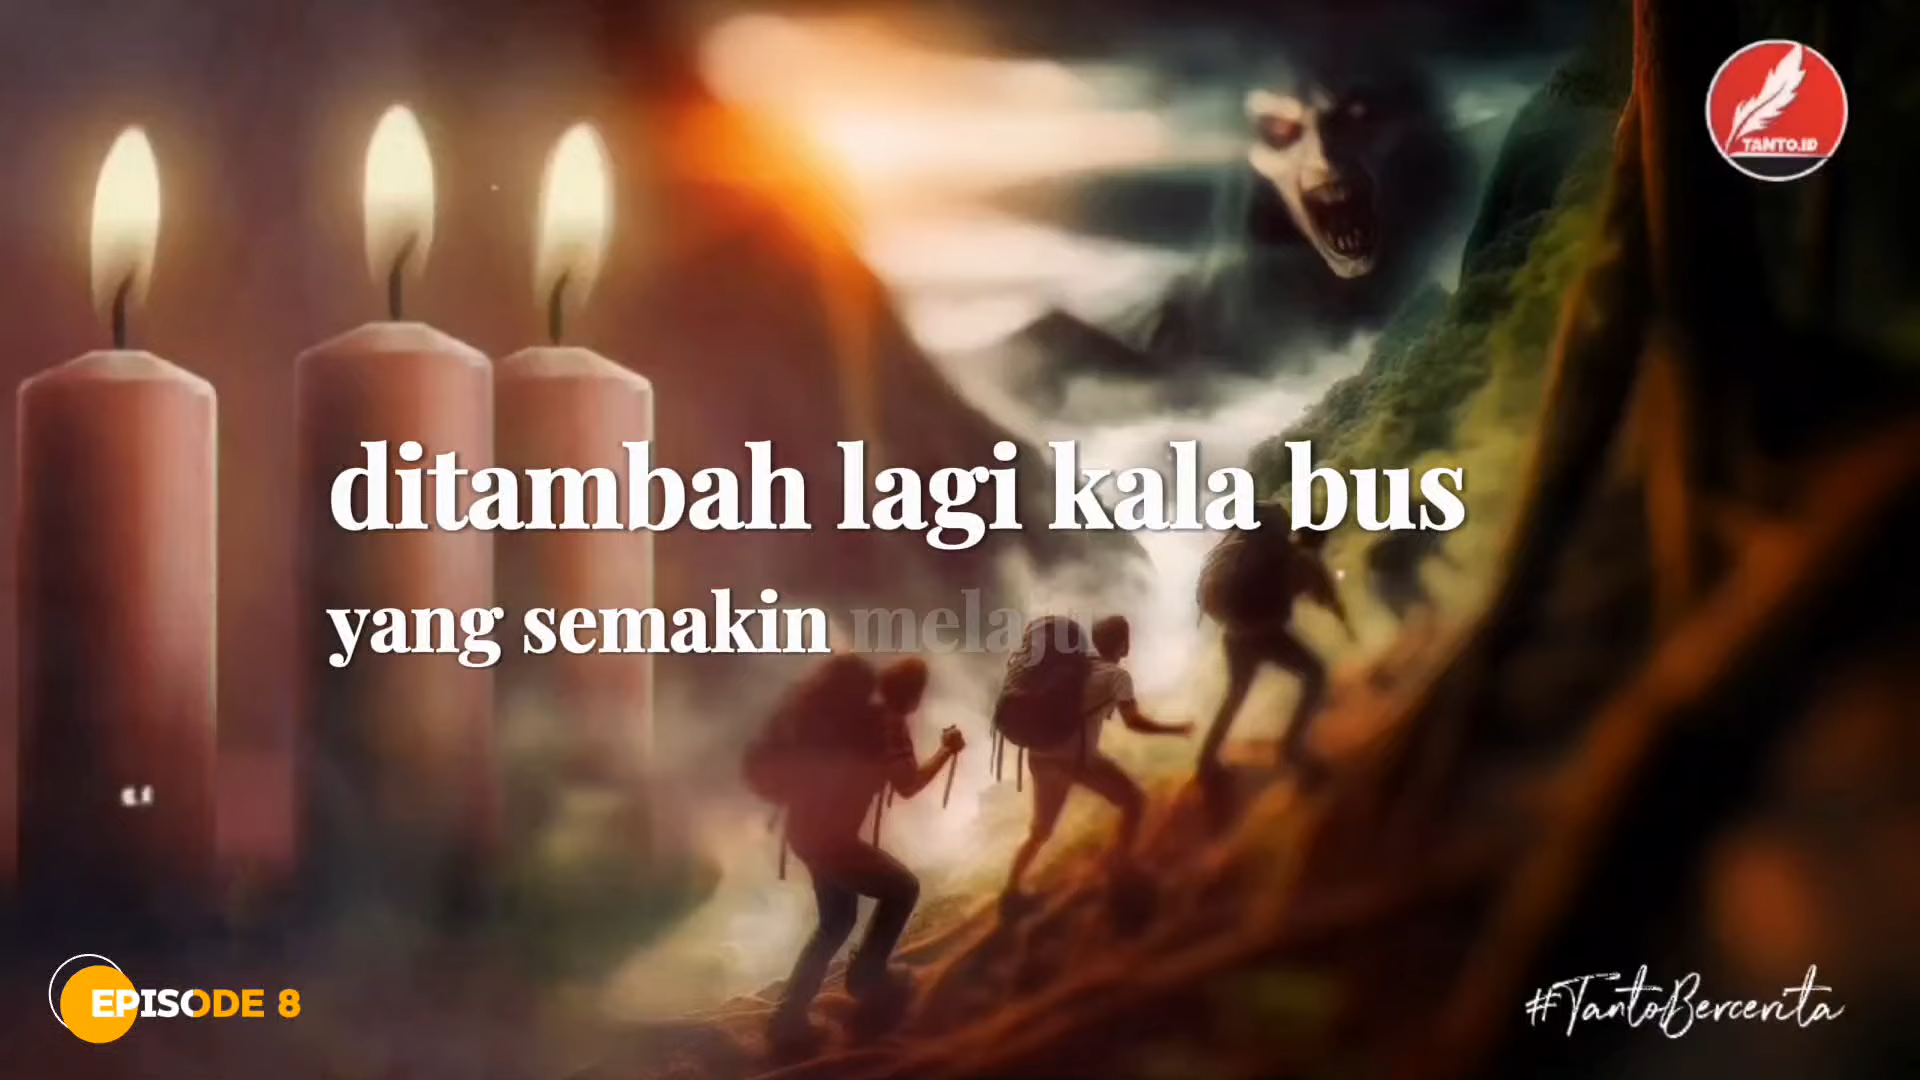 TANTO.ID
ditambah lagi kala bus
yang semakin melaju
EPISODE 8
#TantoBercerita